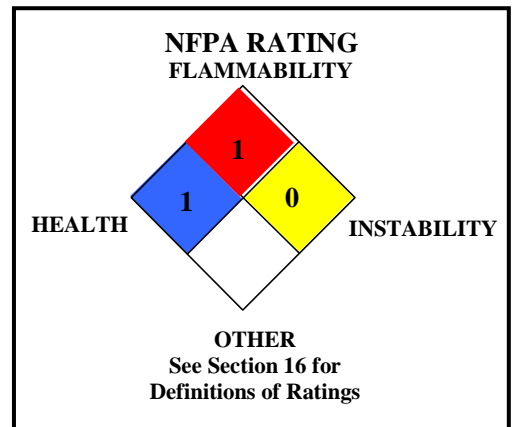 NFPA RATING
FLAMMABILITY
1
1
0
HEALTH
INSTABILITY
OTHER
See Section 16 for
Definitions of Ratings